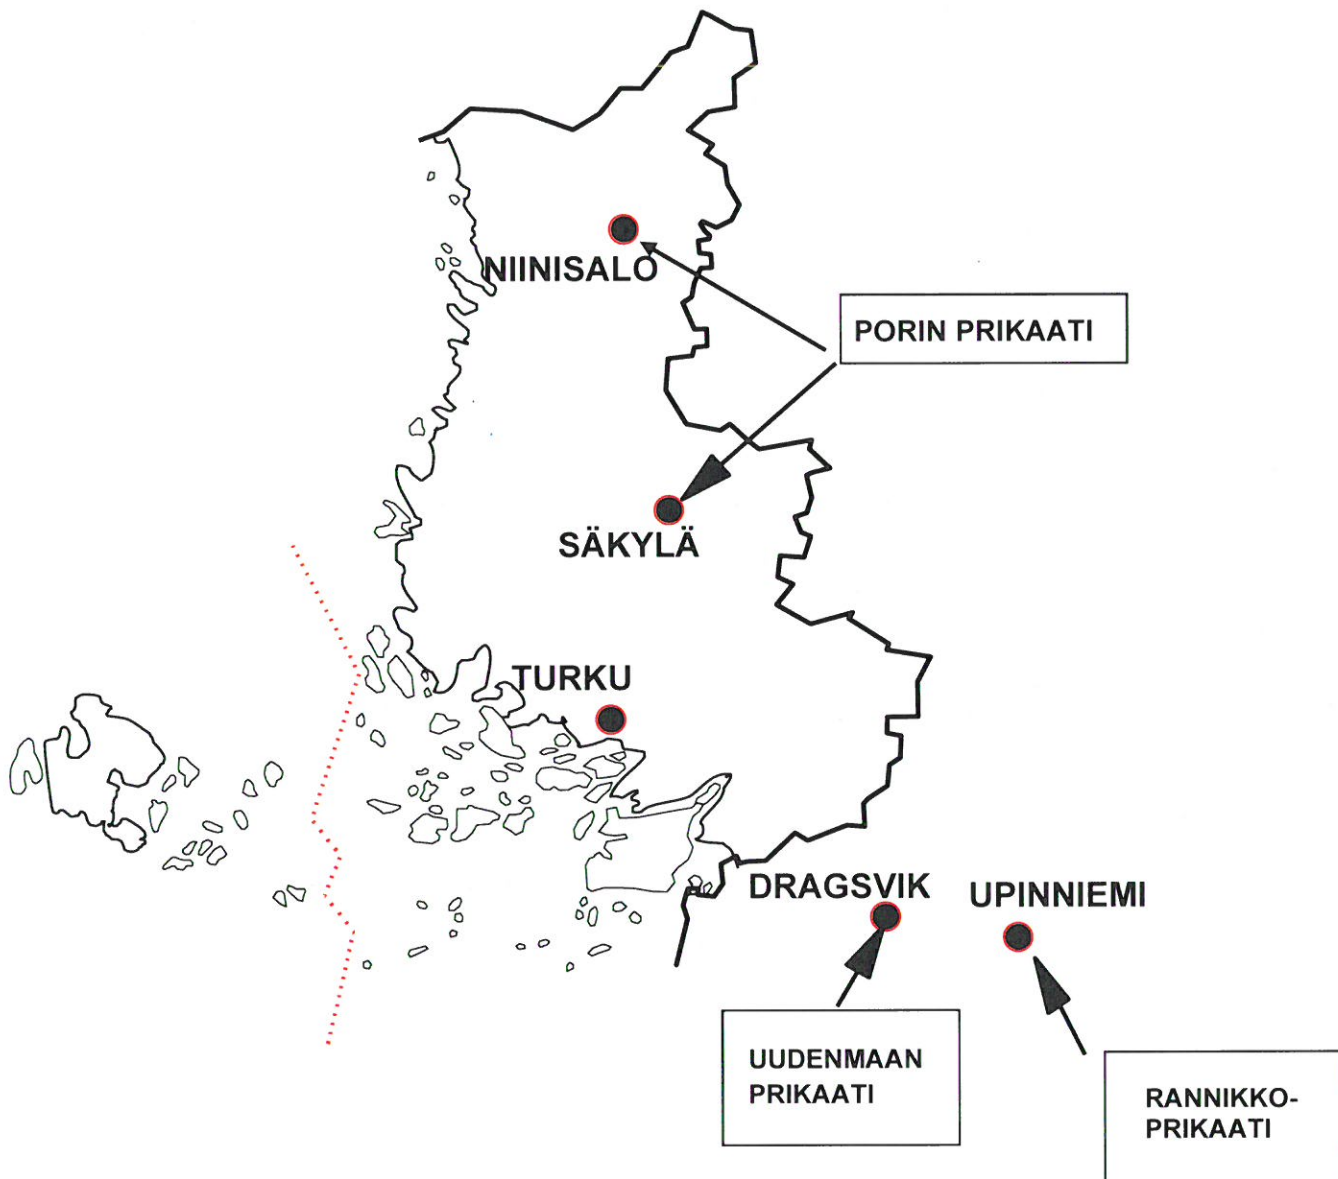 NIINISALO
PORIN PRIKAATI
SÄKYLÄ
TURKU
DRAGSVIK
UPINNIEMI
UUDENMAAN
PRIKAATI
RANNIKKO-
PRIKAATI